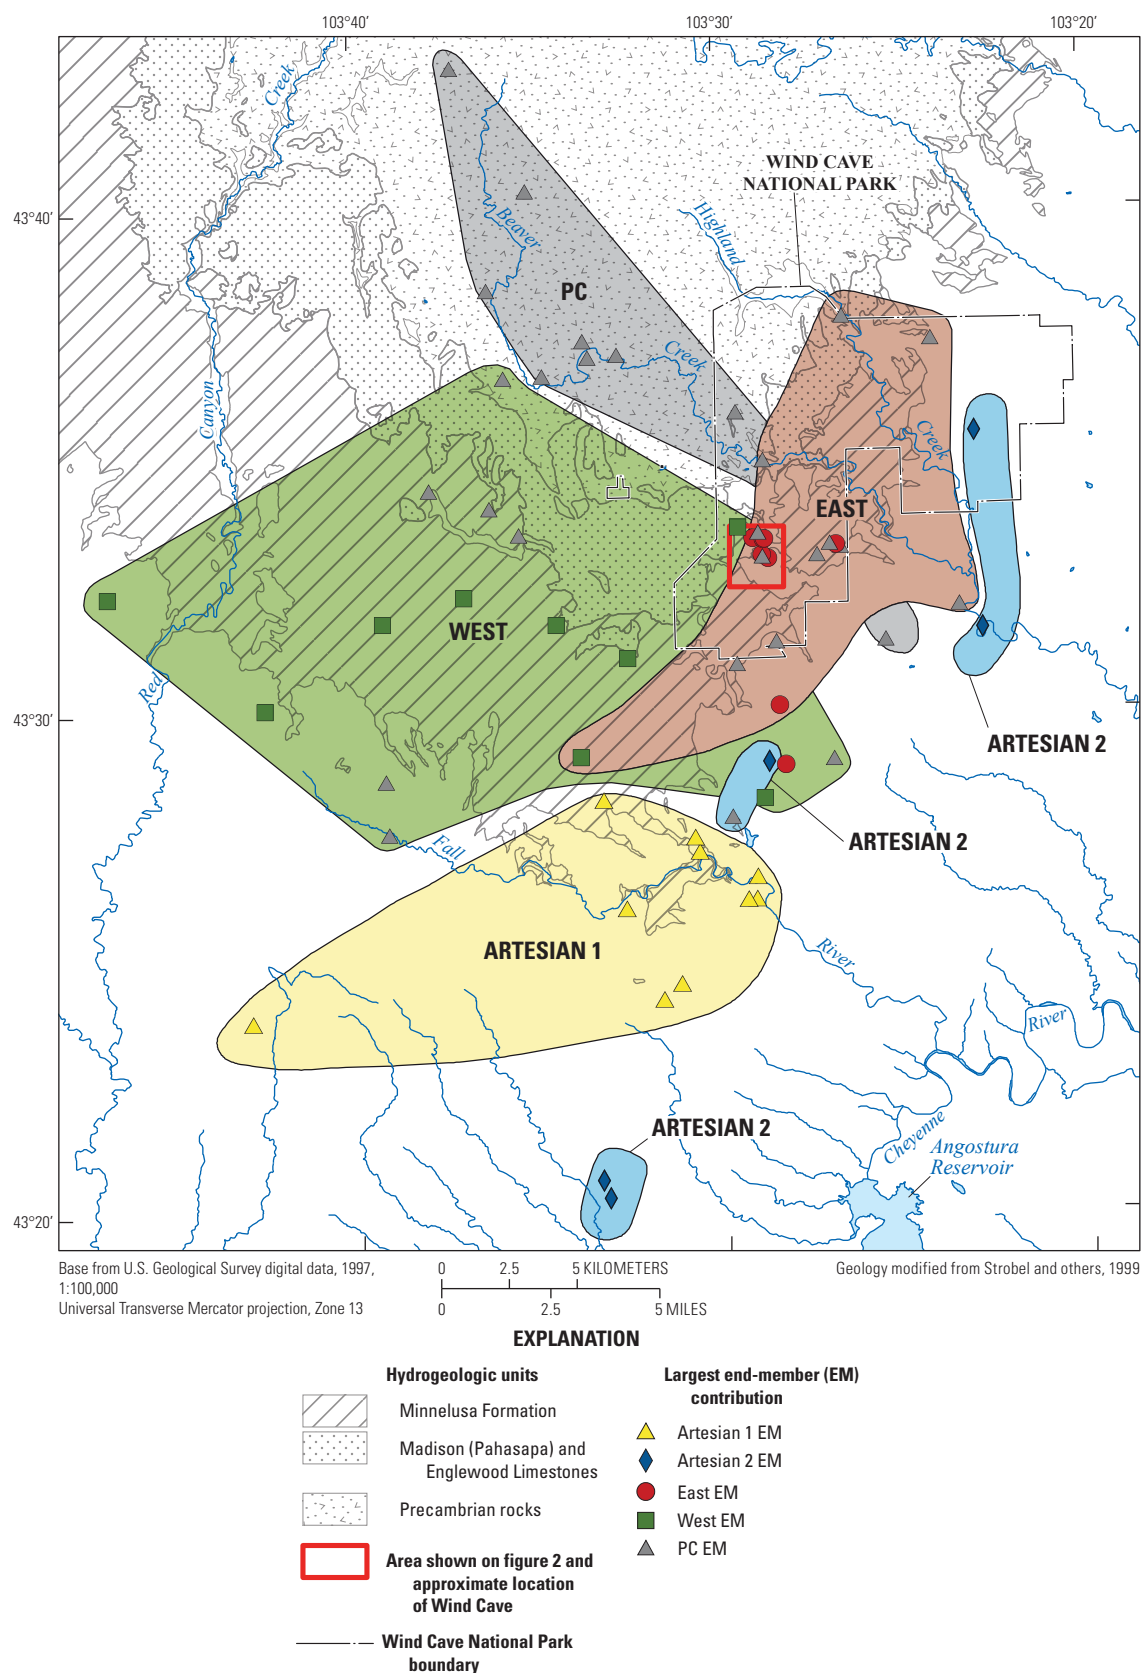 103°40′
103°30′
103°20′
Creek
WIND CAVE
NATIONAL PARK
43°40′
Beaver
Highland
PC
Creek
Canyon
Creek
EAST
WEST
Red
43°30′
ARTESIAN 2
ARTESIAN 2
Fall
ARTESIAN 1
River
River
ARTESIAN 2
Cheyenne
Angostura
Reservoir
43°20′
Base from U.S. Geological Survey digital data, 1997,
1:100,000
Universal Transverse Mercator projection, Zone 13
0 2.5 5 KILOMETERS
0 2.5 5 MILES
Geology modified from Strobel and others, 1999
EXPLANATION
Hydrogeologic units
Minnelusa Formation
Madison (Pahasapa) and
Englewood Limestones
Precambrian rocks
Area shown on figure 2 and
approximate location
of Wind Cave
Wind Cave National Park
boundary
Largest end-member (EM)
contribution
Artesian 1 EM
Artesian 2 EM
East EM
West EM
PC EM